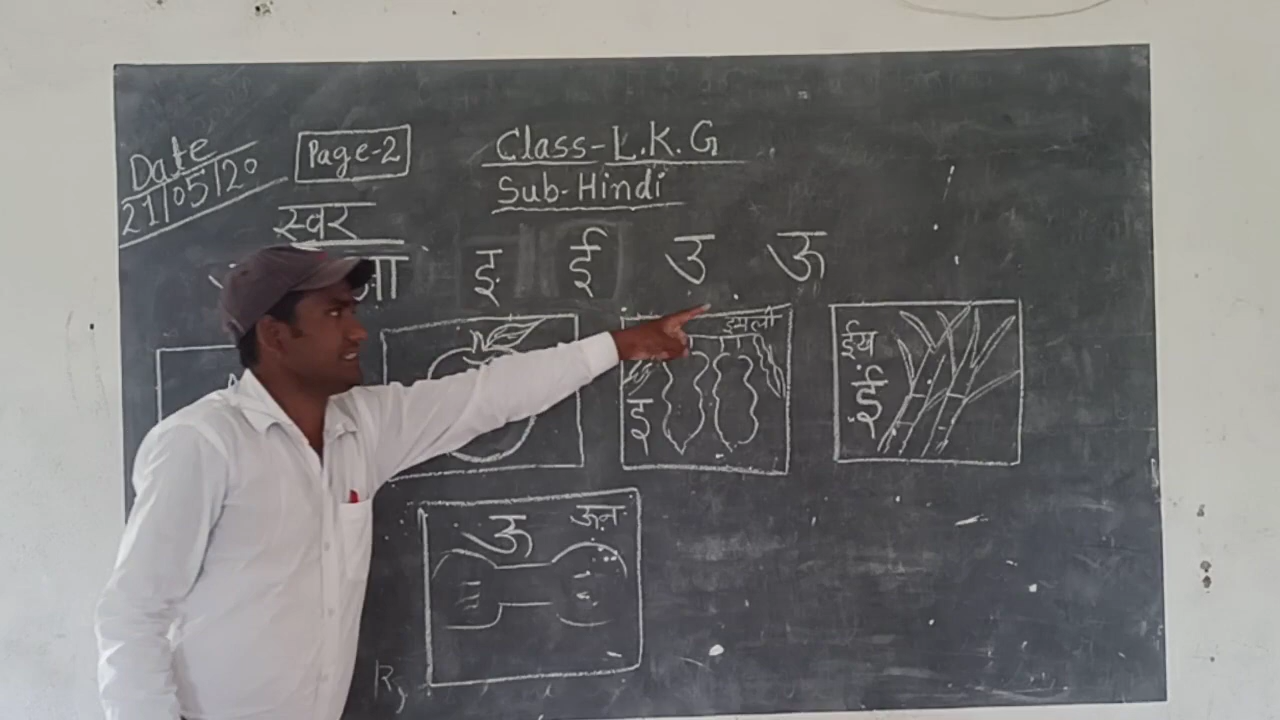 Date
21/05/20
Page-2
Class-L.K.G
Sub-Hindi
स्वर
आ इ ई उ ऊ
इमली
इ
ईख
ई
ऊ ऊन